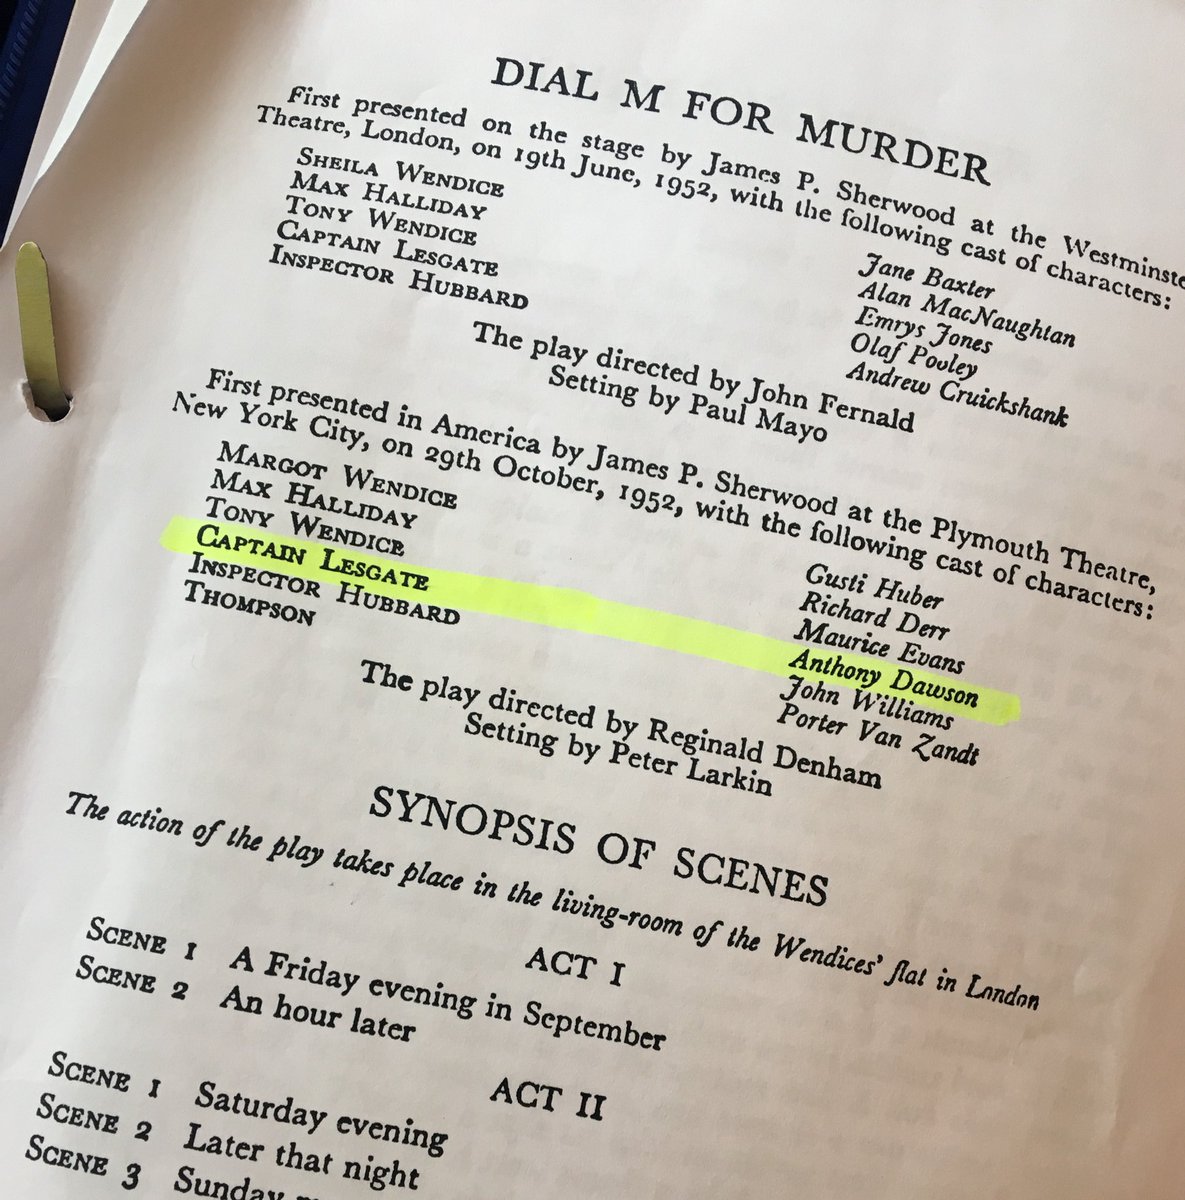 DIAL M FOR MURDER
First presented on the stage by James P. Sherwood at the
Theatre, London, on 19th June, 1952, with the following cast of characters:
SHEILA WENDICE Jane Baxter
MAX HALLIDAY Alan MacNaughtan
TONY WENDICE Emrys Jones
CAPTAIN LESGATE Olaf Pooley
INSPECTOR HUBBARD Andrew Cruickshank
The play directed by John Fernald
Setting by Paul Mayo
First presented in America by James P. Sherwood at the Plymouth Theatre,
New York City, on 29th October, 1952, with the following cast of characters:
MARGOT WENDICE Gusti Huber
MAX HALLIDAY Richard Derr
TONY WENDICE Maurice Evans
CAPTAIN LESGATE Anthony Dawson
INSPECTOR HUBBARD John Williams
THOMPSON Porter Van Zandt
The play directed by Reginald Denham
Setting by Peter Larkin
SYNOPSIS OF SCENES
The action of the play takes place in the living-room of the Wendices' flat in London
ACT I
SCENE 1 A Friday evening in September
SCENE 2 An hour later
ACT II
SCENE 1 Saturday evening
SCENE 2 Later that night
SCENE 3